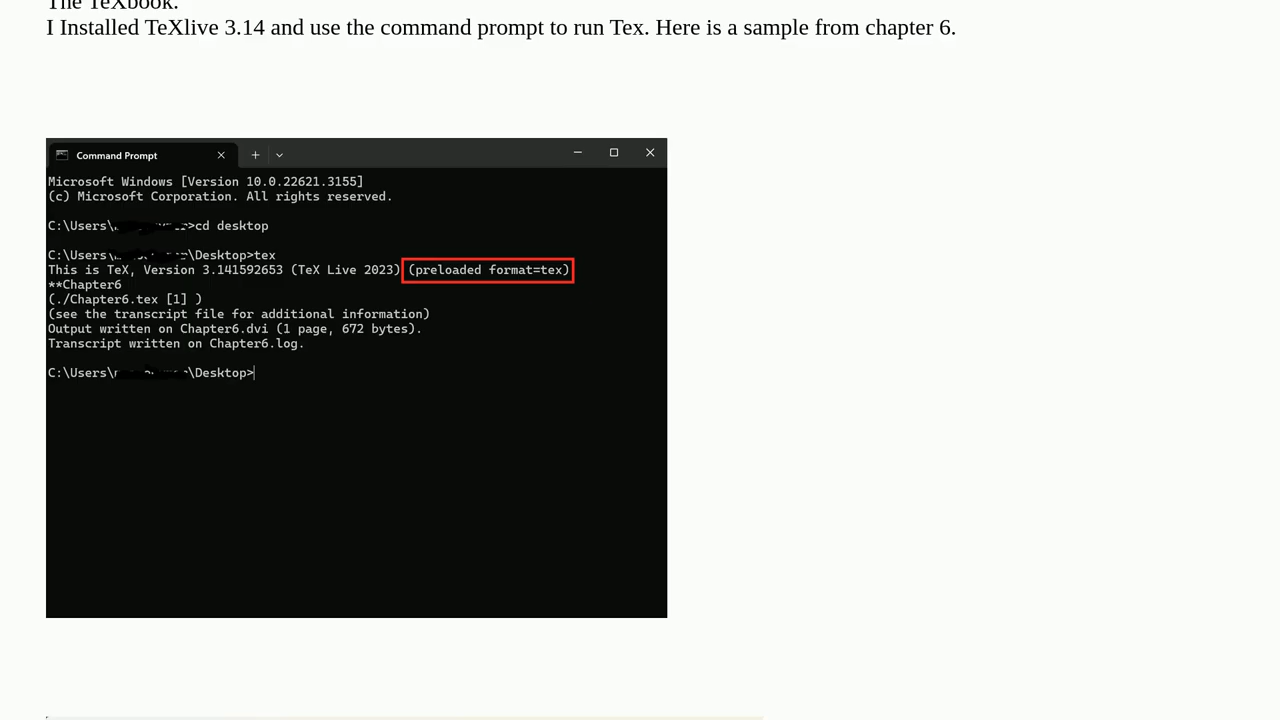 The TeXbook.
I Installed TeXlive 3.14 and use the command prompt to run Tex. Here is a sample from chapter 6.
Command Prompt
Microsoft Windows [Version 10.0.22621.3155]
(c) Microsoft Corporation. All rights reserved.
C:\Users\ >cd desktop
C:\Users\ \Desktop>tex
This is TeX, Version 3.141592653 (TeX Live 2023) (preloaded format=tex)
**Chapter6
(./Chapter6.tex [1] )
(see the transcript file for additional information)
Output written on Chapter6.dvi (1 page, 672 bytes).
Transcript written on Chapter6.log.
C:\Users\ \Desktop>